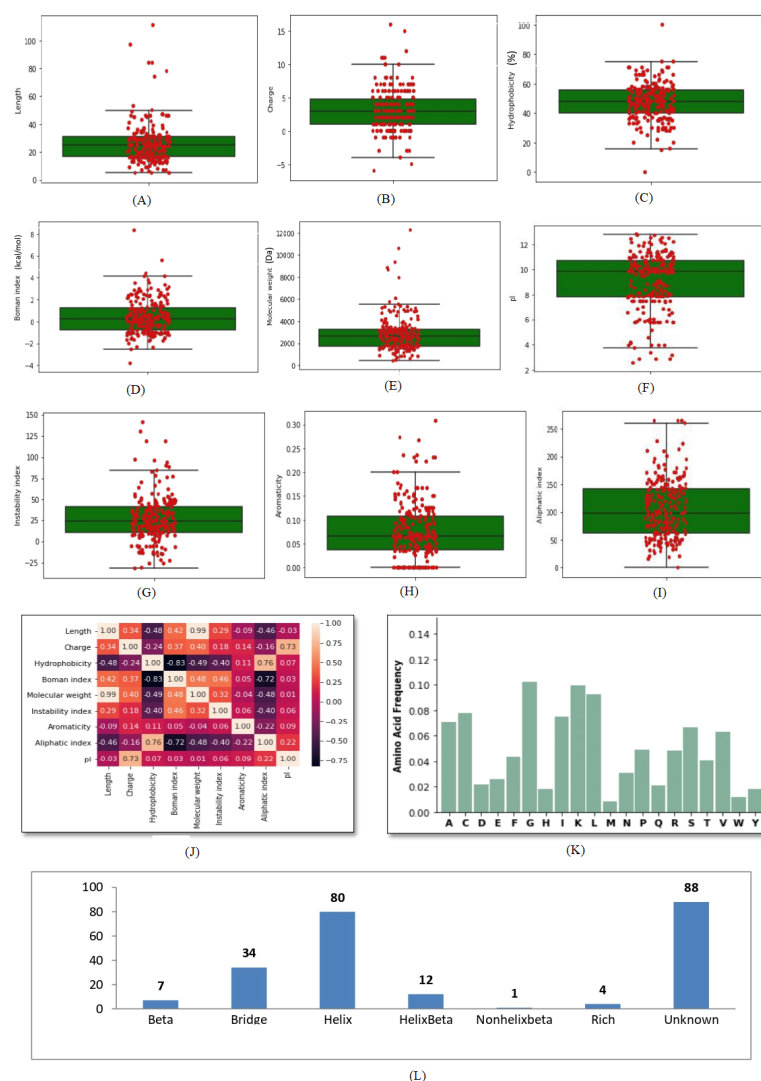 Length
100
80
60
40
20
0
(A)
Charge
15
10
5
0
−5
(B)
Hydrophobicity (%)
100
80
60
40
20
0
(C)
Boman index (kcal/mol)
8
6
4
2
0
−2
−4
(D)
Molecular weight (Da)
12000
10000
8000
6000
4000
2000
0
(E)
pI
12
10
8
6
4
2
(F)
Instability index
150
125
100
75
50
25
0
−25
(G)
Aromaticity
0.30
0.25
0.20
0.15
0.10
0.05
0.00
(H)
Aliphatic index
250
200
150
100
50
0
(I)
Length 1.00 0.34 -0.48 0.42 0.99 0.29 -0.09 -0.46 -0.03
Charge 0.34 1.00 -0.24 0.37 0.40 0.18 0.14 -0.16 0.73
Hydrophobicity -0.48 -0.24 1.00 -0.83 -0.49 -0.40 0.11 0.76 0.07
Boman index 0.42 0.37 -0.83 1.00 0.48 0.46 0.05 -0.72 0.03
Molecular weight 0.99 0.40 -0.49 0.48 1.00 0.32 -0.04 -0.48 0.01
Instability index 0.29 0.18 -0.40 0.46 0.32 1.00 0.06 -0.40 0.06
Aromaticity -0.09 0.14 0.11 0.05 -0.04 0.06 1.00 -0.22 0.09
Aliphatic index -0.46 -0.16 0.76 -0.72 -0.48 -0.40 -0.22 1.00 0.22
pI -0.03 0.73 0.07 0.03 0.01 0.06 0.09 0.22 1.00
Length Charge Hydrophobicity Boman index Molecular weight Instability index Aromaticity Aliphatic index pI
1.00
0.75
0.50
0.25
0.00
−0.25
−0.50
−0.75
(J)
Amino Acid Frequency
0.14
0.12
0.10
0.08
0.06
0.04
0.02
0.00
A C D E F G H I K L M N P Q R S T V W Y
(K)
100
80
60
40
20
0
7 34 80 12 1 4 88
Beta Bridge Helix HelixBeta Nonhelixbeta Rich Unknown
(L)